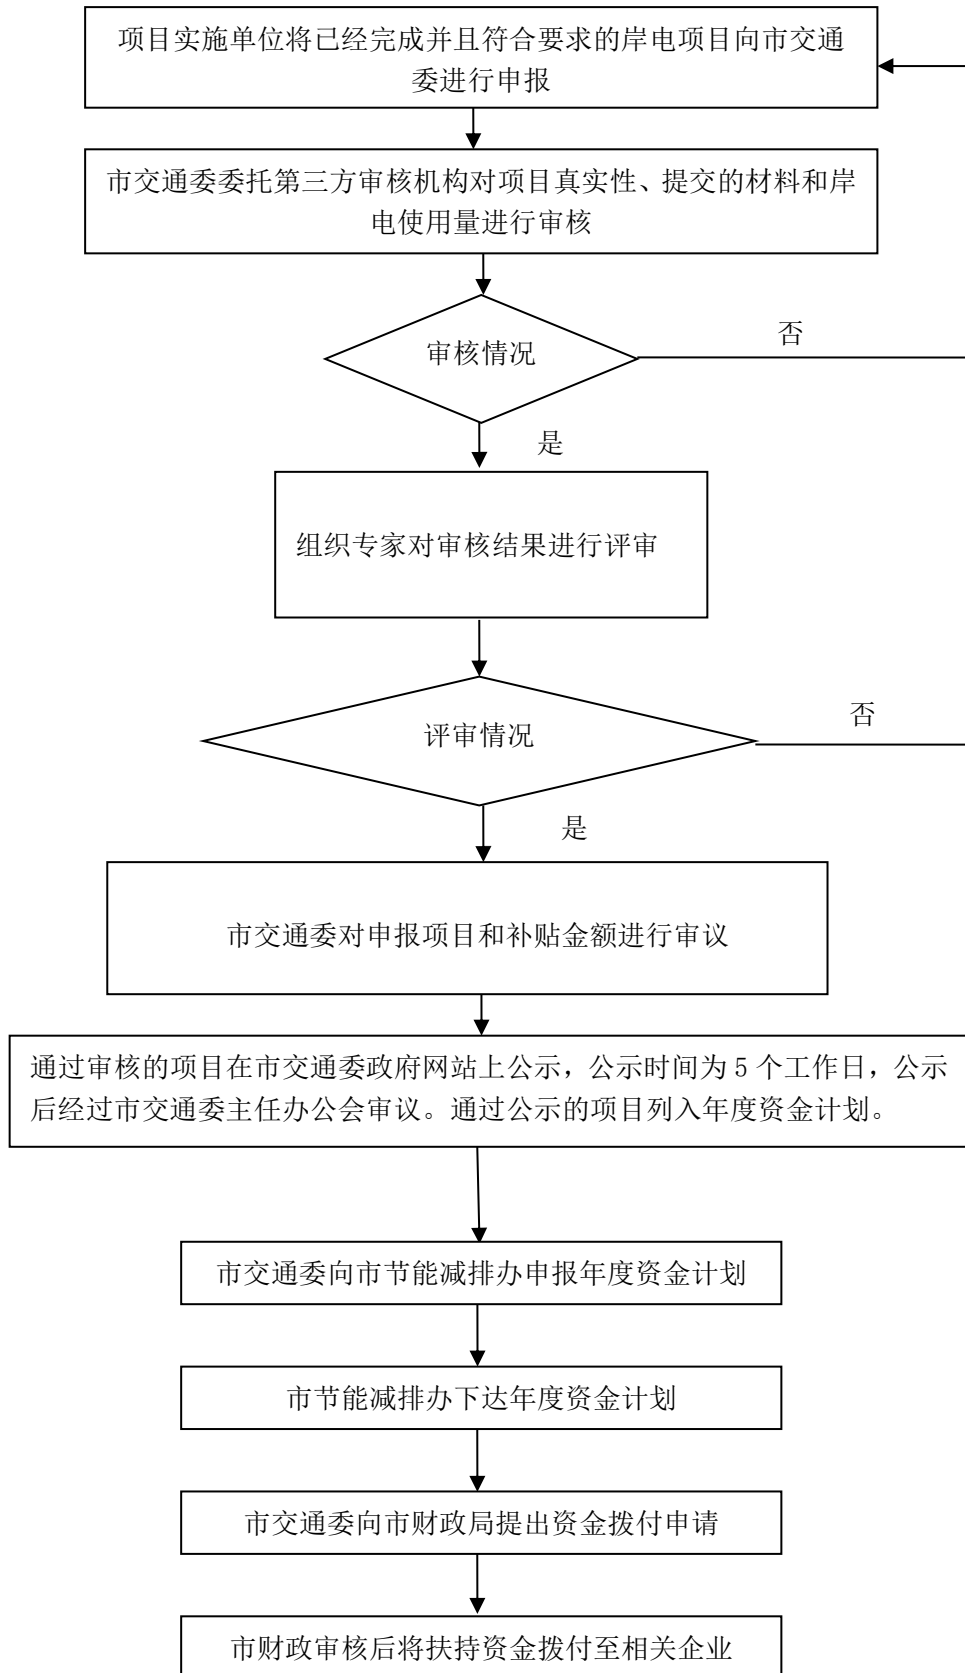 项目实施单位将已经完成并且符合要求的岸电项目向市交通
委进行申报
市交通委委托第三方审核机构对项目真实性、提交的材料和岸
电使用量进行审核
审核情况
否
是
组织专家对审核结果进行评审
评审情况
否
是
市交通委对申报项目和补贴金额进行审议
通过审核的项目在市交通委政府网站上公示，公示时间为 5 个工作日，公示
后经过市交通委主任办公会审议。通过公示的项目列入年度资金计划。
市交通委向市节能减排办申报年度资金计划
市节能减排办下达年度资金计划
市交通委向市财政局提出资金拨付申请
市财政审核后将扶持资金拨付至相关企业